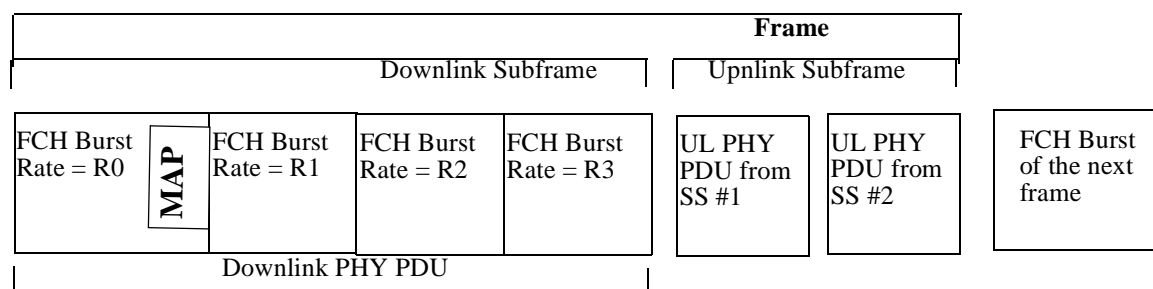 Frame
Downlink Subframe
Upnlink Subframe
FCH Burst
Rate = R0
MAP
FCH Burst
Rate = R1
FCH Burst
Rate = R2
FCH Burst
Rate = R3
UL PHY
PDU from
SS #1
UL PHY
PDU from
SS #2
FCH Burst
of the next
frame
Downlink PHY PDU